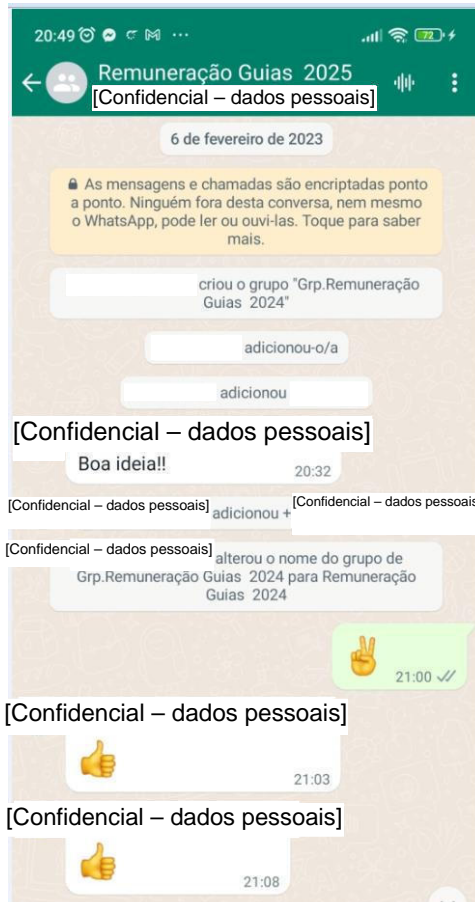 20:49
72
Remuneração Guias 2025
[Confidencial – dados pessoais]
6 de fevereiro de 2023
As mensagens e chamadas são encriptadas ponto
a ponto. Ninguém fora desta conversa, nem mesmo
o WhatsApp, pode ler ou ouvi-las. Toque para saber
mais.
criou o grupo "Grp.Remuneração
Guias 2024"
adicionou-o/a
adicionou
[Confidencial – dados pessoais]
Boa ideia!!
20:32
[Confidencial – dados pessoais] adicionou + [Confidencial – dados pessoais
[Confidencial – dados pessoais] alterou o nome do grupo de
Grp.Remuneração Guias 2024 para Remuneração
Guias 2024
✌️
21:00
[Confidencial – dados pessoais]
👍
21:03
[Confidencial – dados pessoais]
👍
21:08